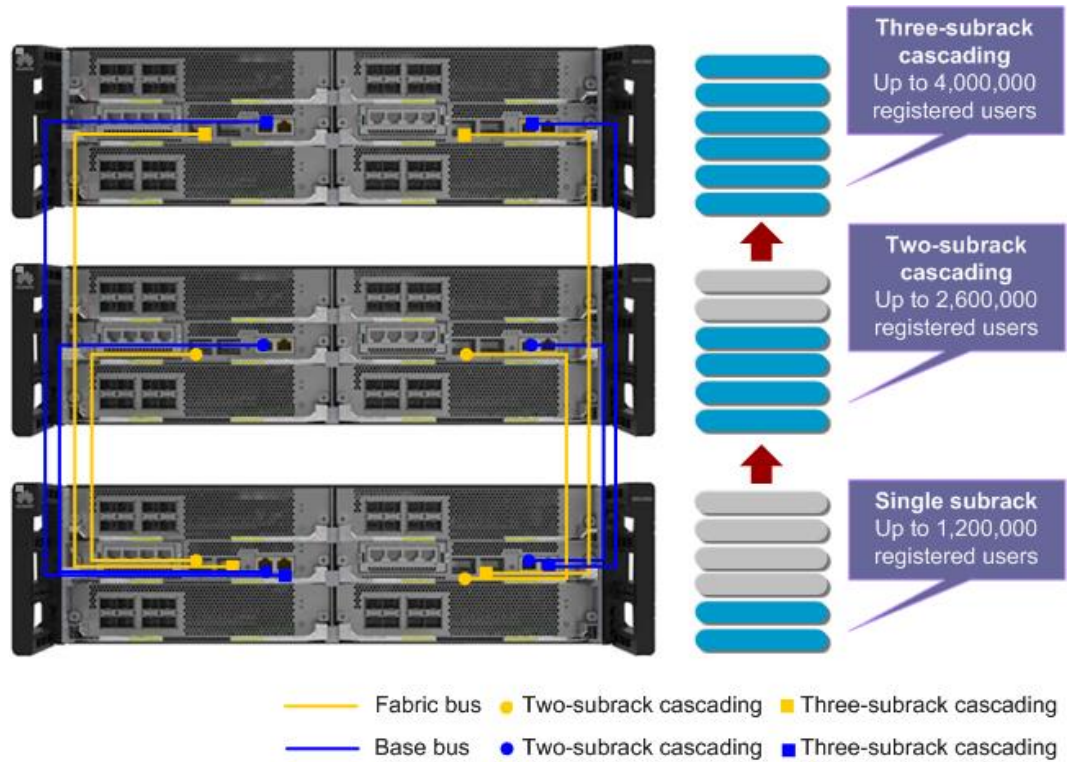 Three-subrack
cascading
Up to 4,000,000
registered users
Two-subrack
cascading
Up to 2,600,000
registered users
Single subrack
Up to 1,200,000
registered users
Fabric bus
Two-subrack cascading
Three-subrack cascading
Base bus
Two-subrack cascading
Three-subrack cascading